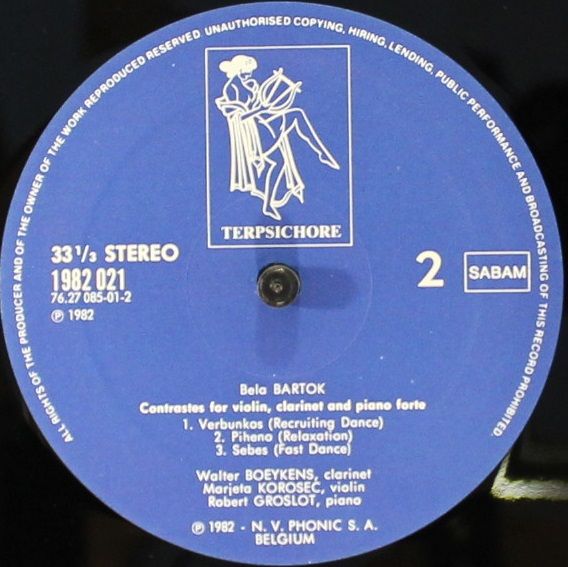 ALL RIGHTS OF THE PRODUCER AND OF THE OWNER OF THE WORK REPRODUCED RESERVED. UNAUTHORISED COPYING, HIRING, LENDING, PUBLIC PERFORMANCE AND BROADCASTING OF THIS RECORD PROHIBITED.
TERPSICHORE
33 1/3 STEREO
1982 021
76.27 085-01-2
℗ 1982
2
SABAM
Bela BARTOK
Contrastes for violin, clarinet and piano forte
1. Verbunkos (Recruiting Dance)
2. Piheno (Relaxation)
3. Sebes (Fast Dance)
Walter BOEYKENS, clarinet
Marjeta KOROSEC, violin
Robert GROSLOT, piano
℗ 1982 - N. V. PHONIC S. A.
BELGIUM